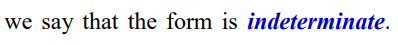 we say that the form is indeterminate.